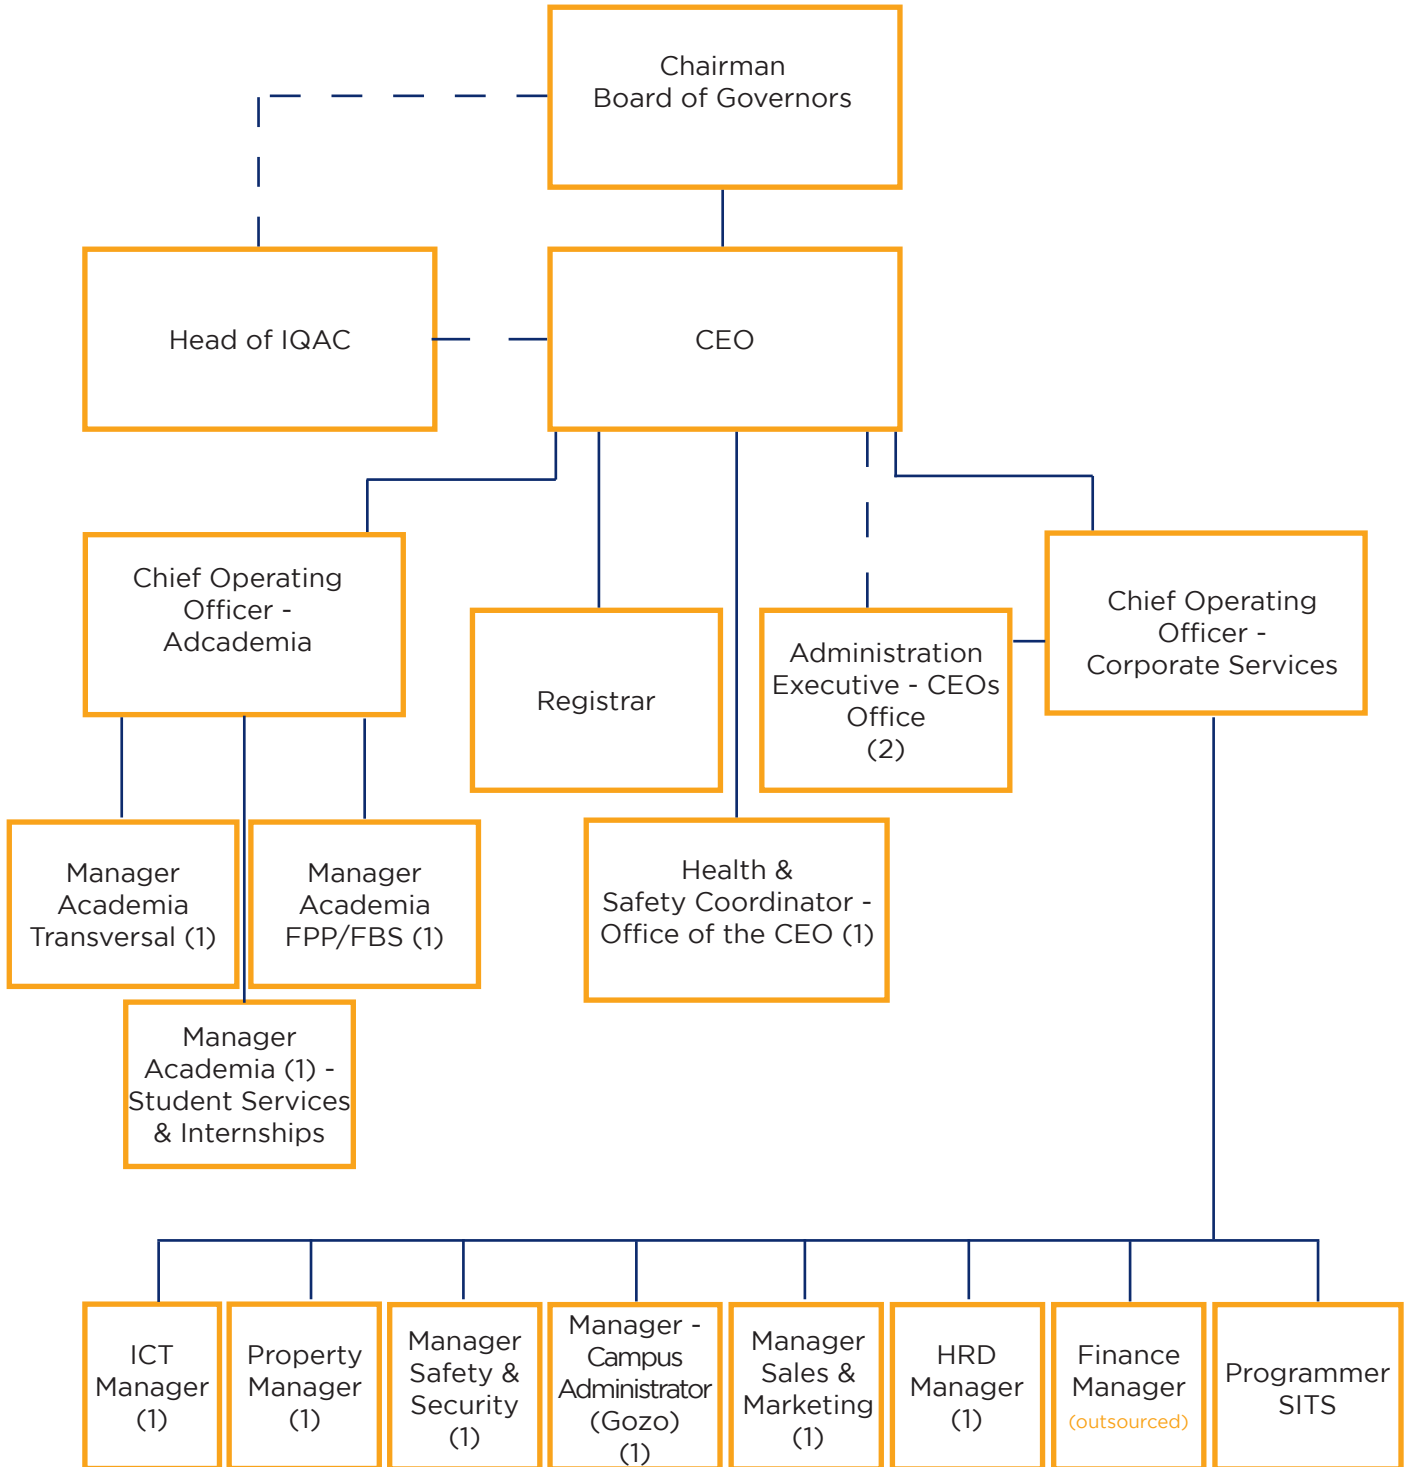 Chairman
Board of Governors
Head of IQAC
CEO
Chief Operating
Officer -
Adcademia
Registrar
Administration
Executive - CEOs
Office
(2)
Chief Operating
Officer -
Corporate Services
Manager
Academia
Transversal (1)
Manager
Academia
FPP/FBS (1)
Health &
Safety Coordinator -
Office of the CEO (1)
Manager
Academia (1) -
Student Services
& Internships
ICT
Manager
(1)
Property
Manager
(1)
Manager
Safety &
Security
(1)
Manager -
Campus
Administrator
(Gozo)
(1)
Manager
Sales &
Marketing
(1)
HRD
Manager
(1)
Finance
Manager
(outsourced)
Programmer
SITS